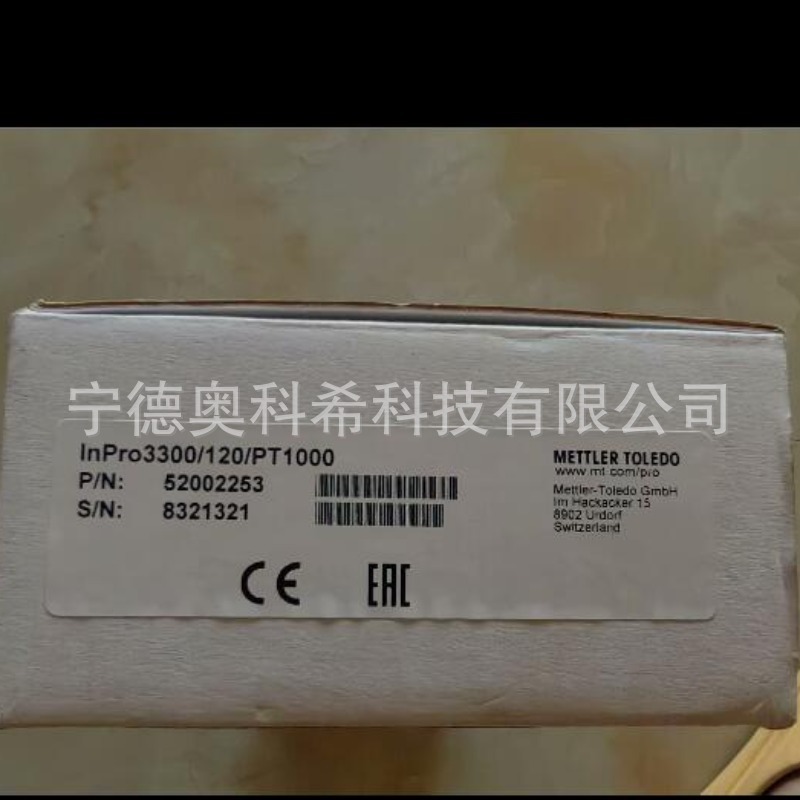 宁德奥科希科技有限公司
InPro3300/120/PT1000
P/N: 52002253
S/N: 8321321
CE
EAC
METTLER TOLEDO
www.mt.com/pro
Mettler-Toledo GmbH
Im Hackacker 15
8902 Urdorf
Switzerland